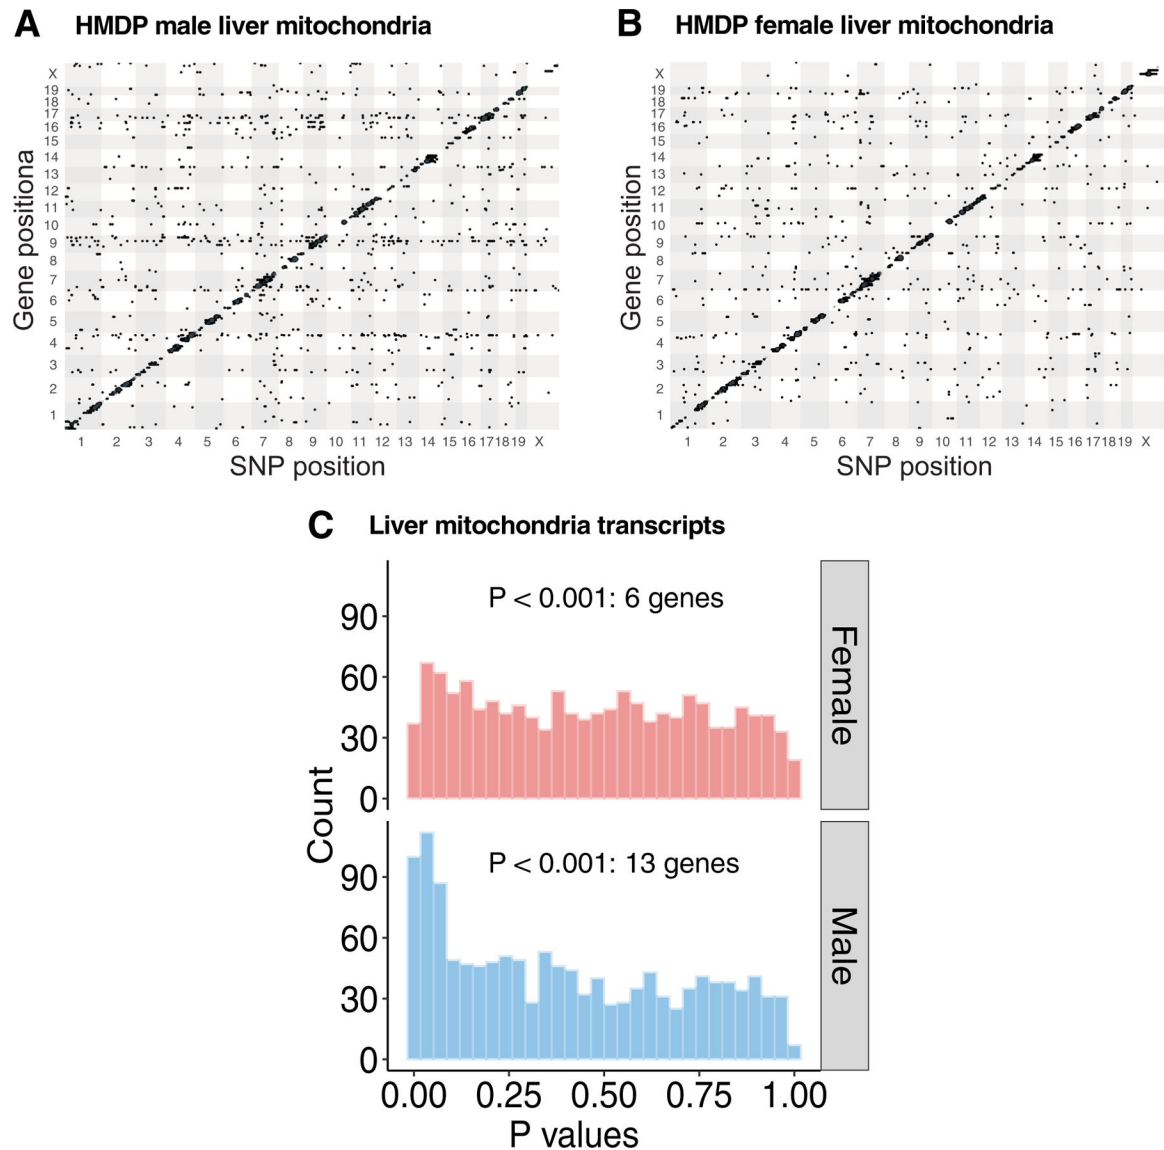 A HMDP male liver mitochondria
Gene positiona
X
19
18
17
16
15
14
13
12
11
10
9
8
7
6
5
4
3
2
1
1 2 3 4 5 6 7 8 9 10 11 12 13 14 15 16 17 18 19 X
SNP position
B HMDP female liver mitochondria
Gene position
X
19
18
17
16
15
14
13
12
11
10
9
8
7
6
5
4
3
2
1
1 2 3 4 5 6 7 8 9 10 11 12 13 14 15 16 17 18 19 X
SNP position
C Liver mitochondria transcripts
Count
P < 0.001: 6 genes
90
60
30
0
Female
P < 0.001: 13 genes
90
60
30
0
Male
0.00 0.25 0.50 0.75 1.00
P values